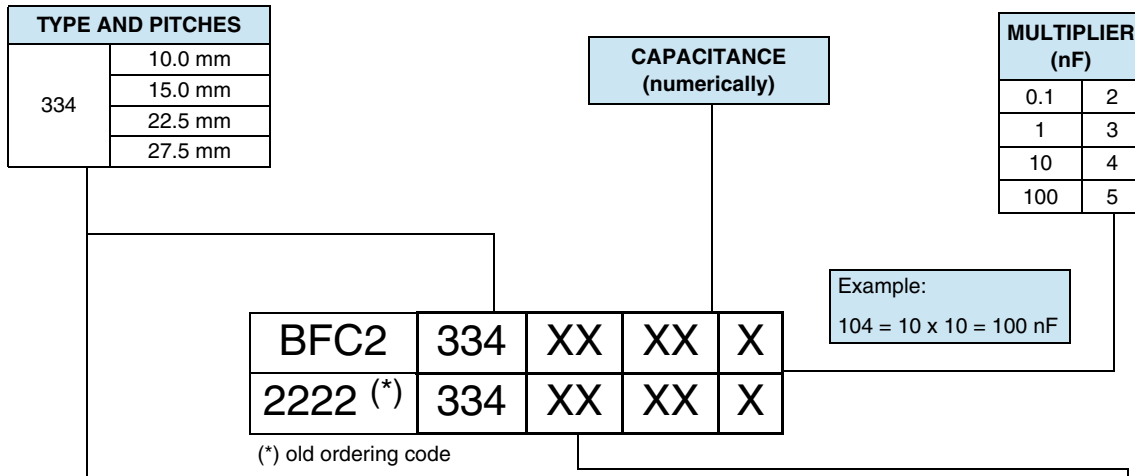 TYPE AND PITCHES
334
10.0 mm
15.0 mm
22.5 mm
27.5 mm
CAPACITANCE
(numerically)
MULTIPLIER
(nF)
0.1 2
1 3
10 4
100 5
Example:
104 = 10 x 10 = 100 nF
BFC2 334 XX XX X
2222 (*) 334 XX XX X
(*) old ordering code